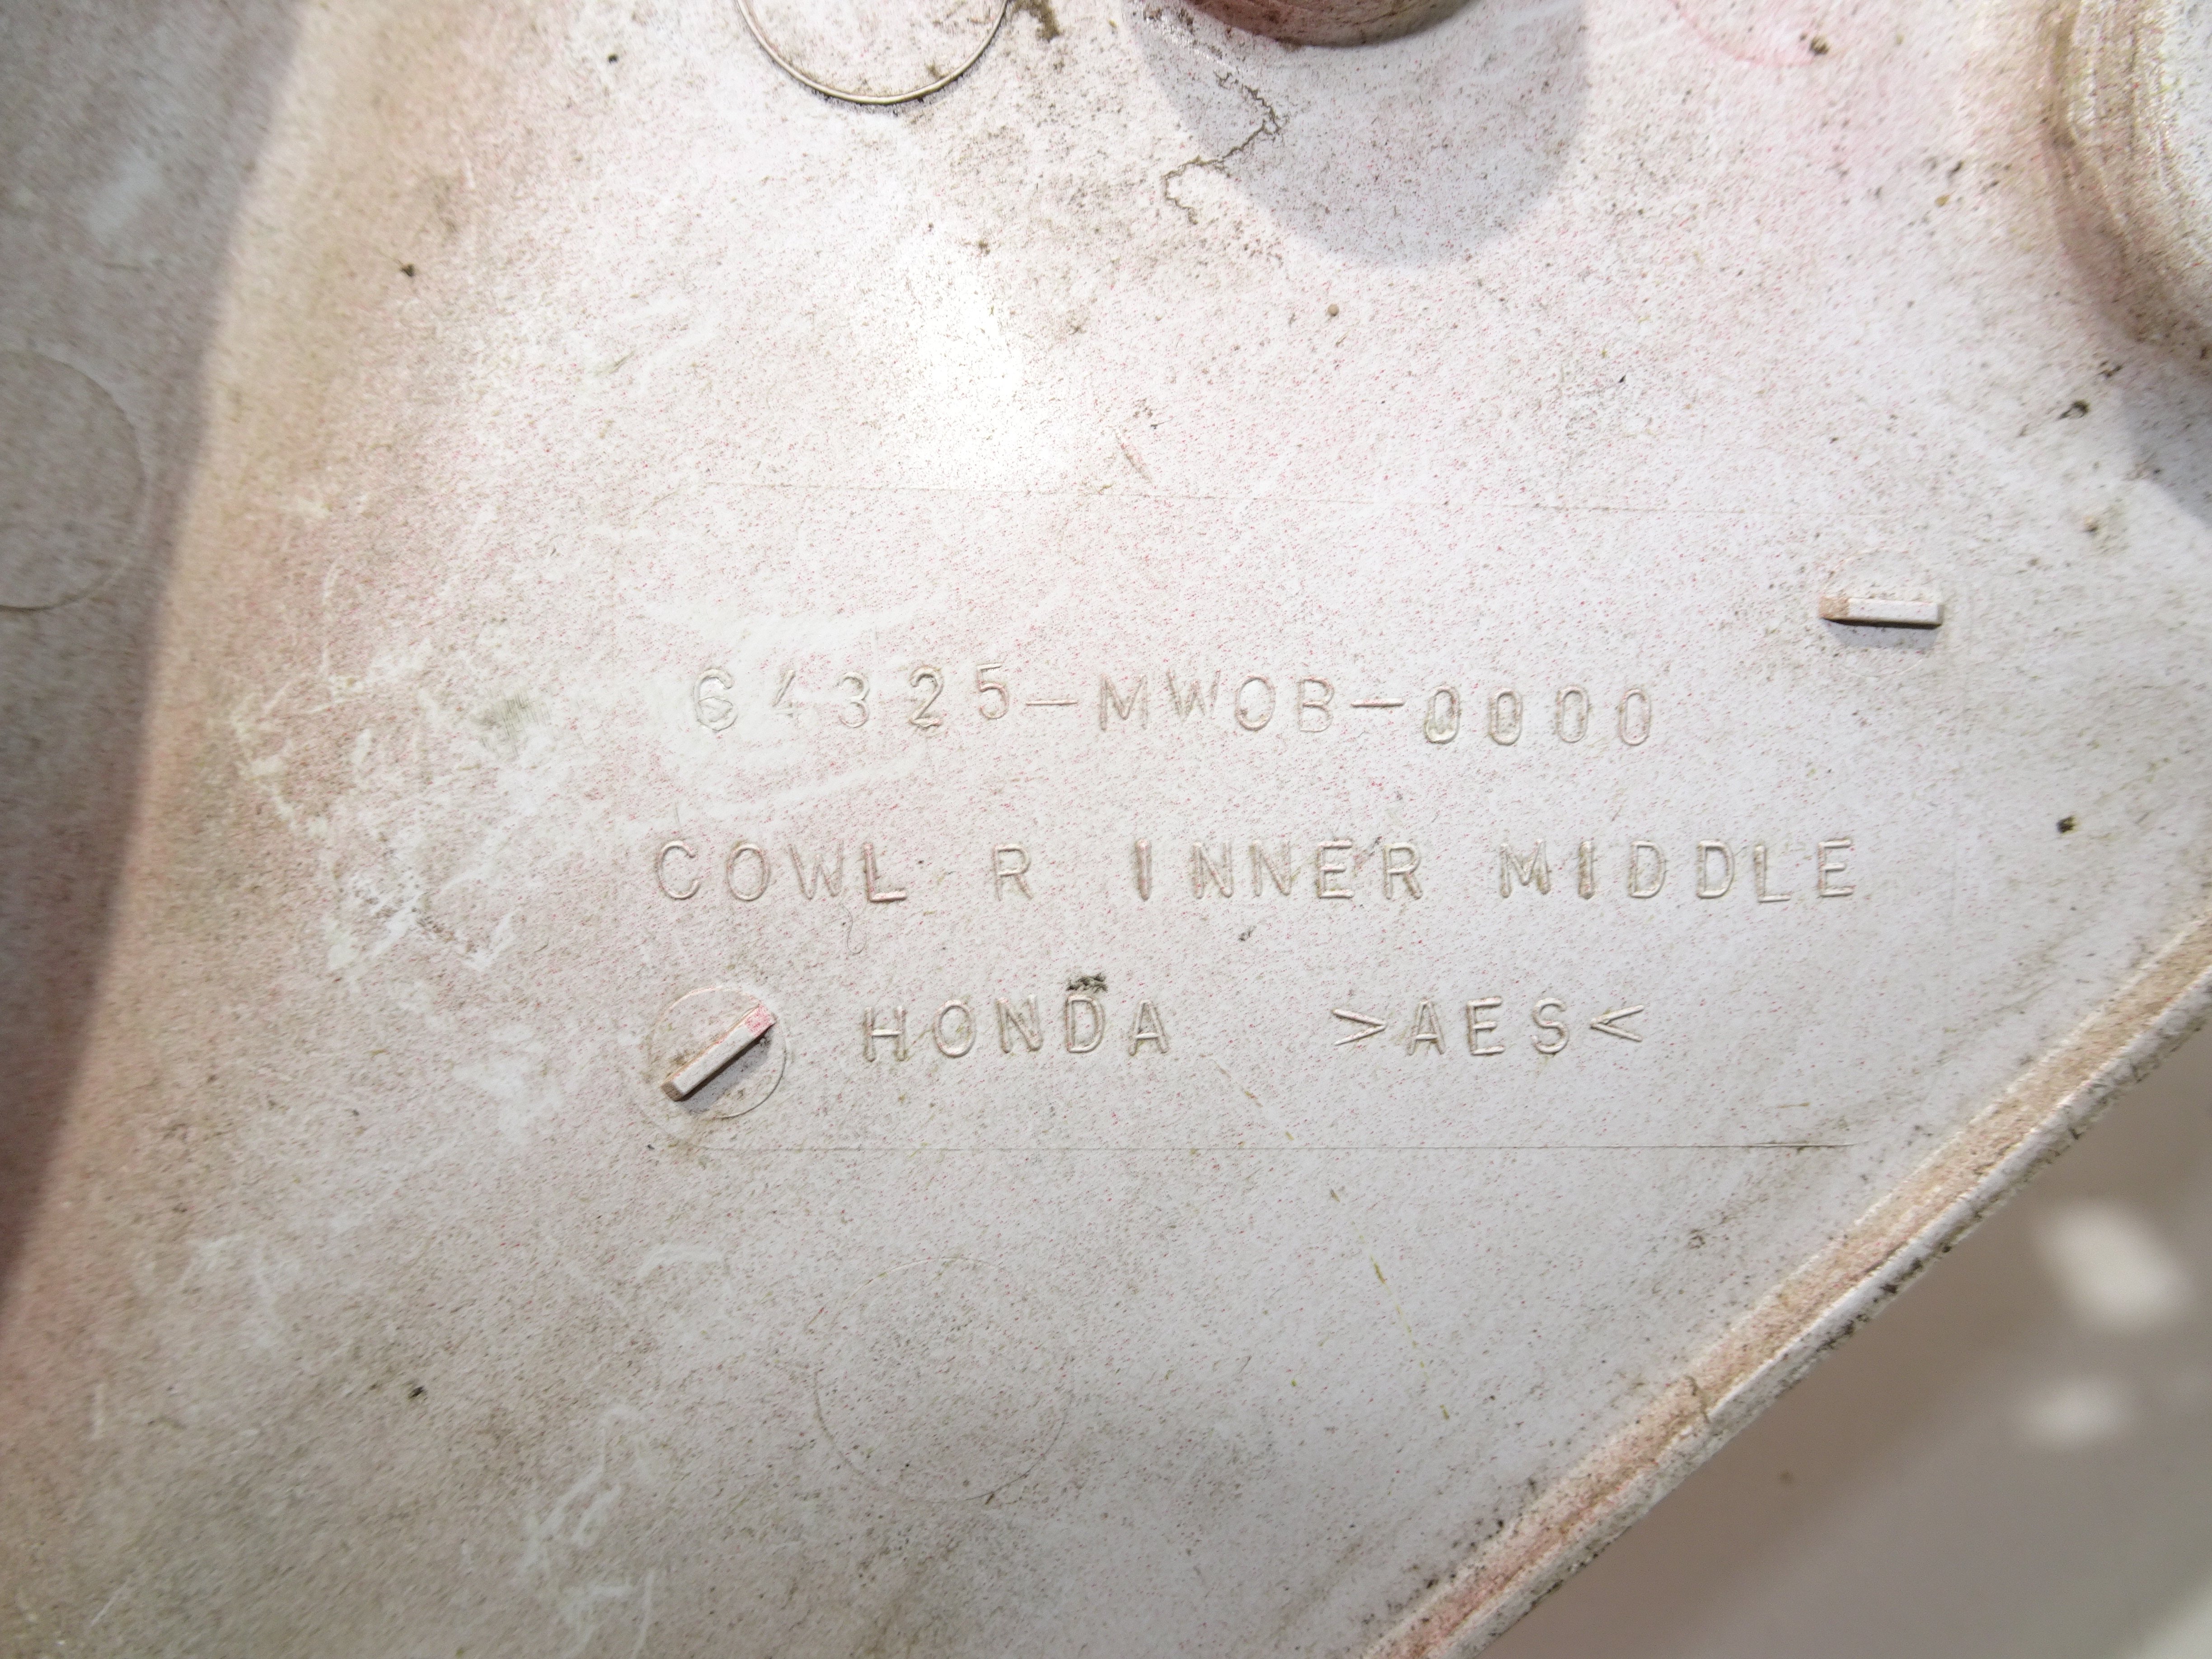 64325-MW0B-0000
COWL R INNER MIDDLE
HONDA >AES<